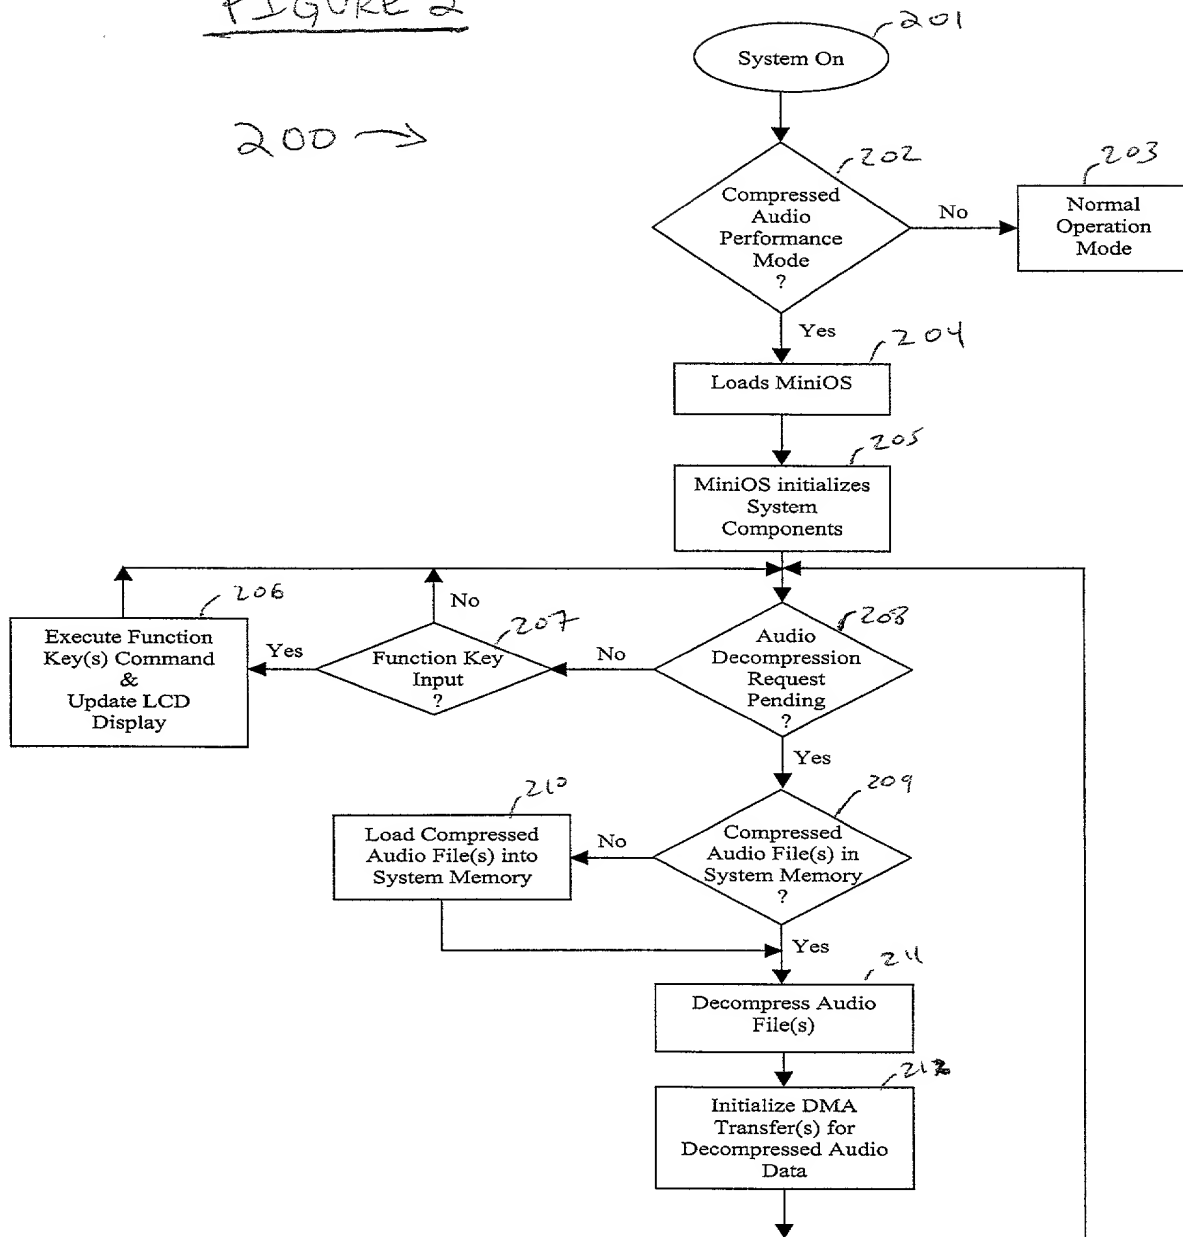 FIGURE 2
201
System On
200
202
203
Compressed
Audio
Performance
Mode
?
No
Normal
Operation
Mode
Yes
204
Loads MiniOS
205
MiniOS initializes
System
Components
206
No
207
208
Execute Function
Key(s) Command
&
Update LCD
Display
Yes
Function Key
Input
?
No
Audio
Decompression
Request
Pending
?
Yes
210
209
Load Compressed
Audio File(s) into
System Memory
No
Compressed
Audio File(s) in
System Memory
?
Yes
211
Decompress Audio
File(s)
212
Initialize DMA
Transfer(s) for
Decompressed Audio
Data